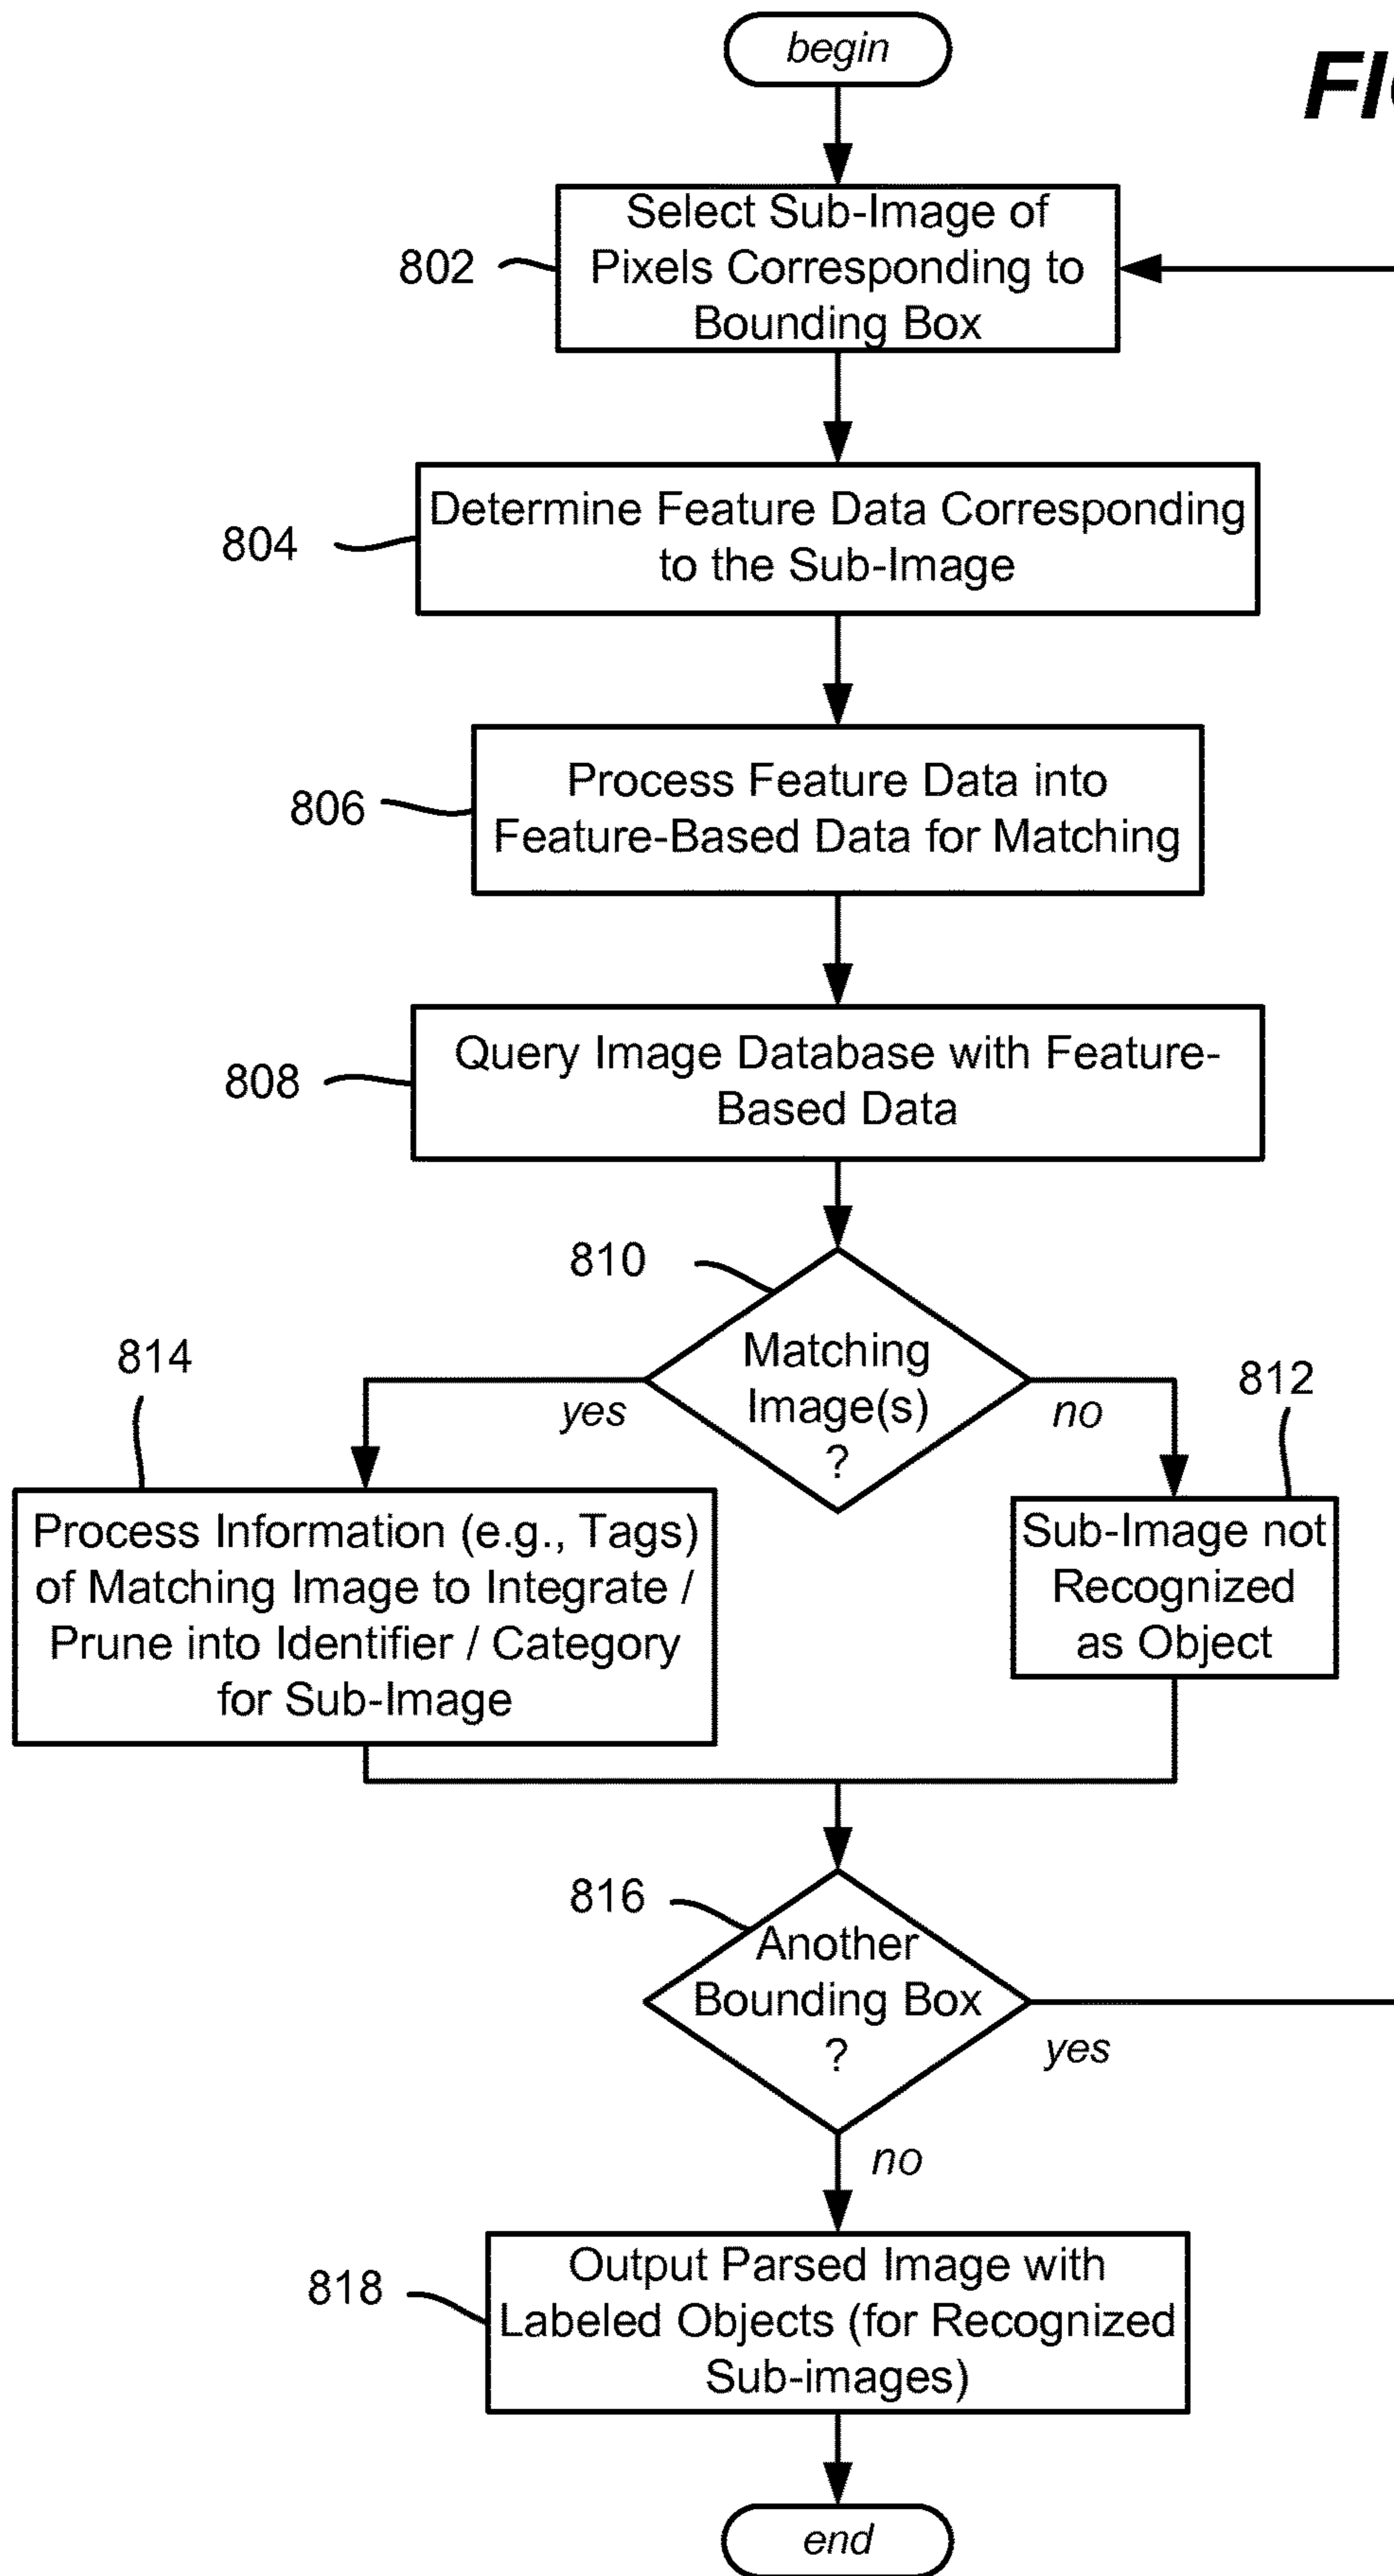 begin
FI
Select Sub-Image of
802
Pixels Corresponding to
Bounding Box
Determine Feature Data Corresponding
804
to the Sub-Image
Process Feature Data into
806
Feature-Based Data for Matching
Query Image Database with Feature-
808
Based Data
810
Matching
Image(s)
?
yes
no
814
812
Process Information (e.g., Tags)
of Matching Image to Integrate /
Prune into Identifier / Category
for Sub-Image
Sub-Image not
Recognized
as Object
816
Another
Bounding Box
?
yes
no
Output Parsed Image with
818
Labeled Objects (for Recognized
Sub-images)
end